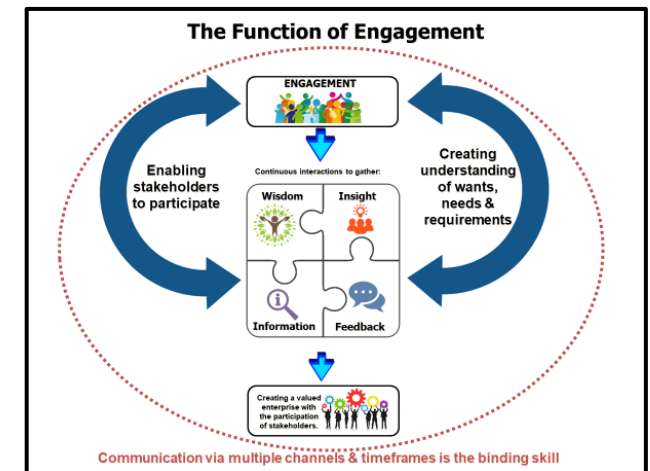 The Function of Engagement
ENGAGEMENT
Enabling
stakeholders
to participate
Continuous interactions to gather:
Creating
understanding
of wants,
needs &
requirements
Wisdom
Insight
Information
Feedback
Creating a valued
enterprise with
the participation
of stakeholders.
Communication via multiple channels & timeframes is the binding skill